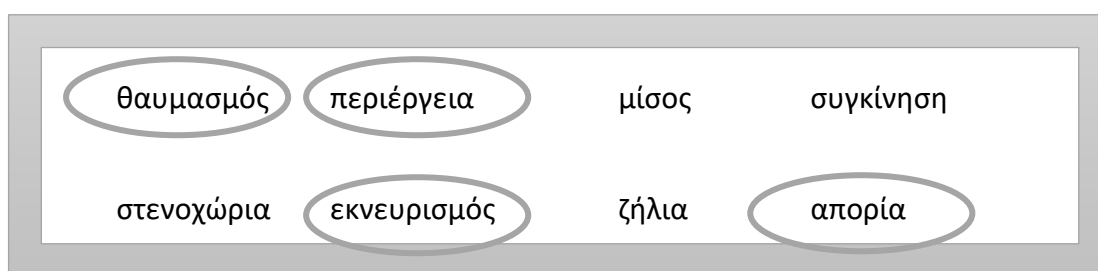 θαυμασμός περιέργεια μίσος συγκίνηση
στενοχώρια εκνευρισμός ζήλια απορία